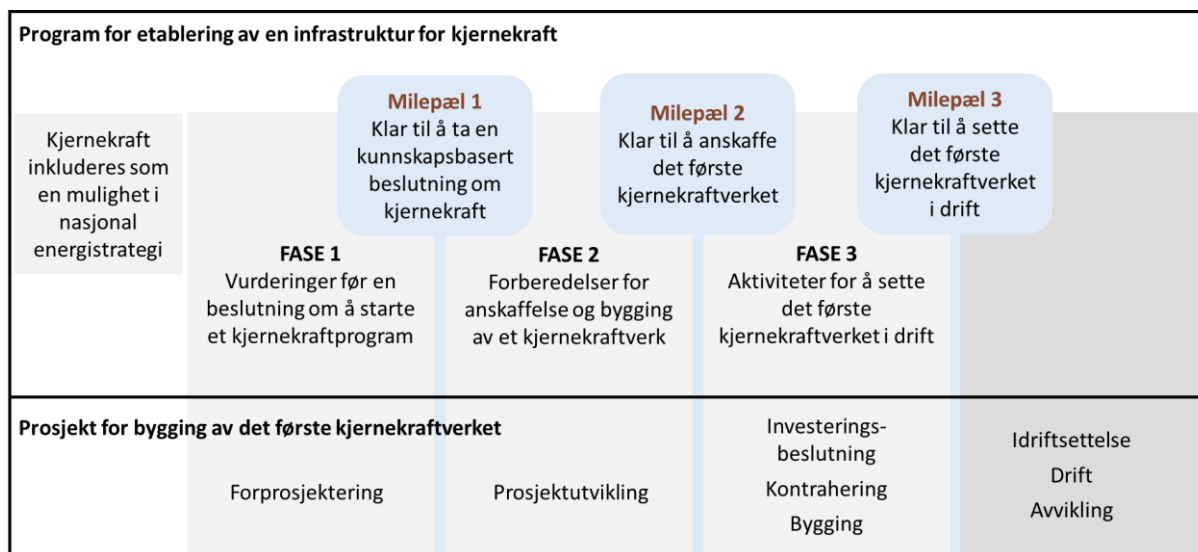 Program for etablering av en infrastruktur for kjernekraft
Kjernekraft
inkluderes som
en mulighet i
nasjonal
energistrategi
Milepæl 1
Klar til å ta en
kunnskapsbasert
beslutning om
kjernekraft
Milepæl 2
Klar til å anskaffe
det første
kjernekraftverket
Milepæl 3
Klar til å sette
det første
kjernekraftverket
i drift
FASE 1
Vurderinger før en
beslutning om å starte
et kjernekraftprogram
FASE 2
Forberedelser for
anskaffelse og bygging
av et kjernekraftverk
FASE 3
Aktiviteter for å sette
det første
kjernekraftverket i drift
Prosjekt for bygging av det første kjernekraftverket
Forprosjektering
Prosjektutvikling
Investerings-
beslutning
Kontrahering
Bygging
Idriftsettelse
Drift
Avvikling